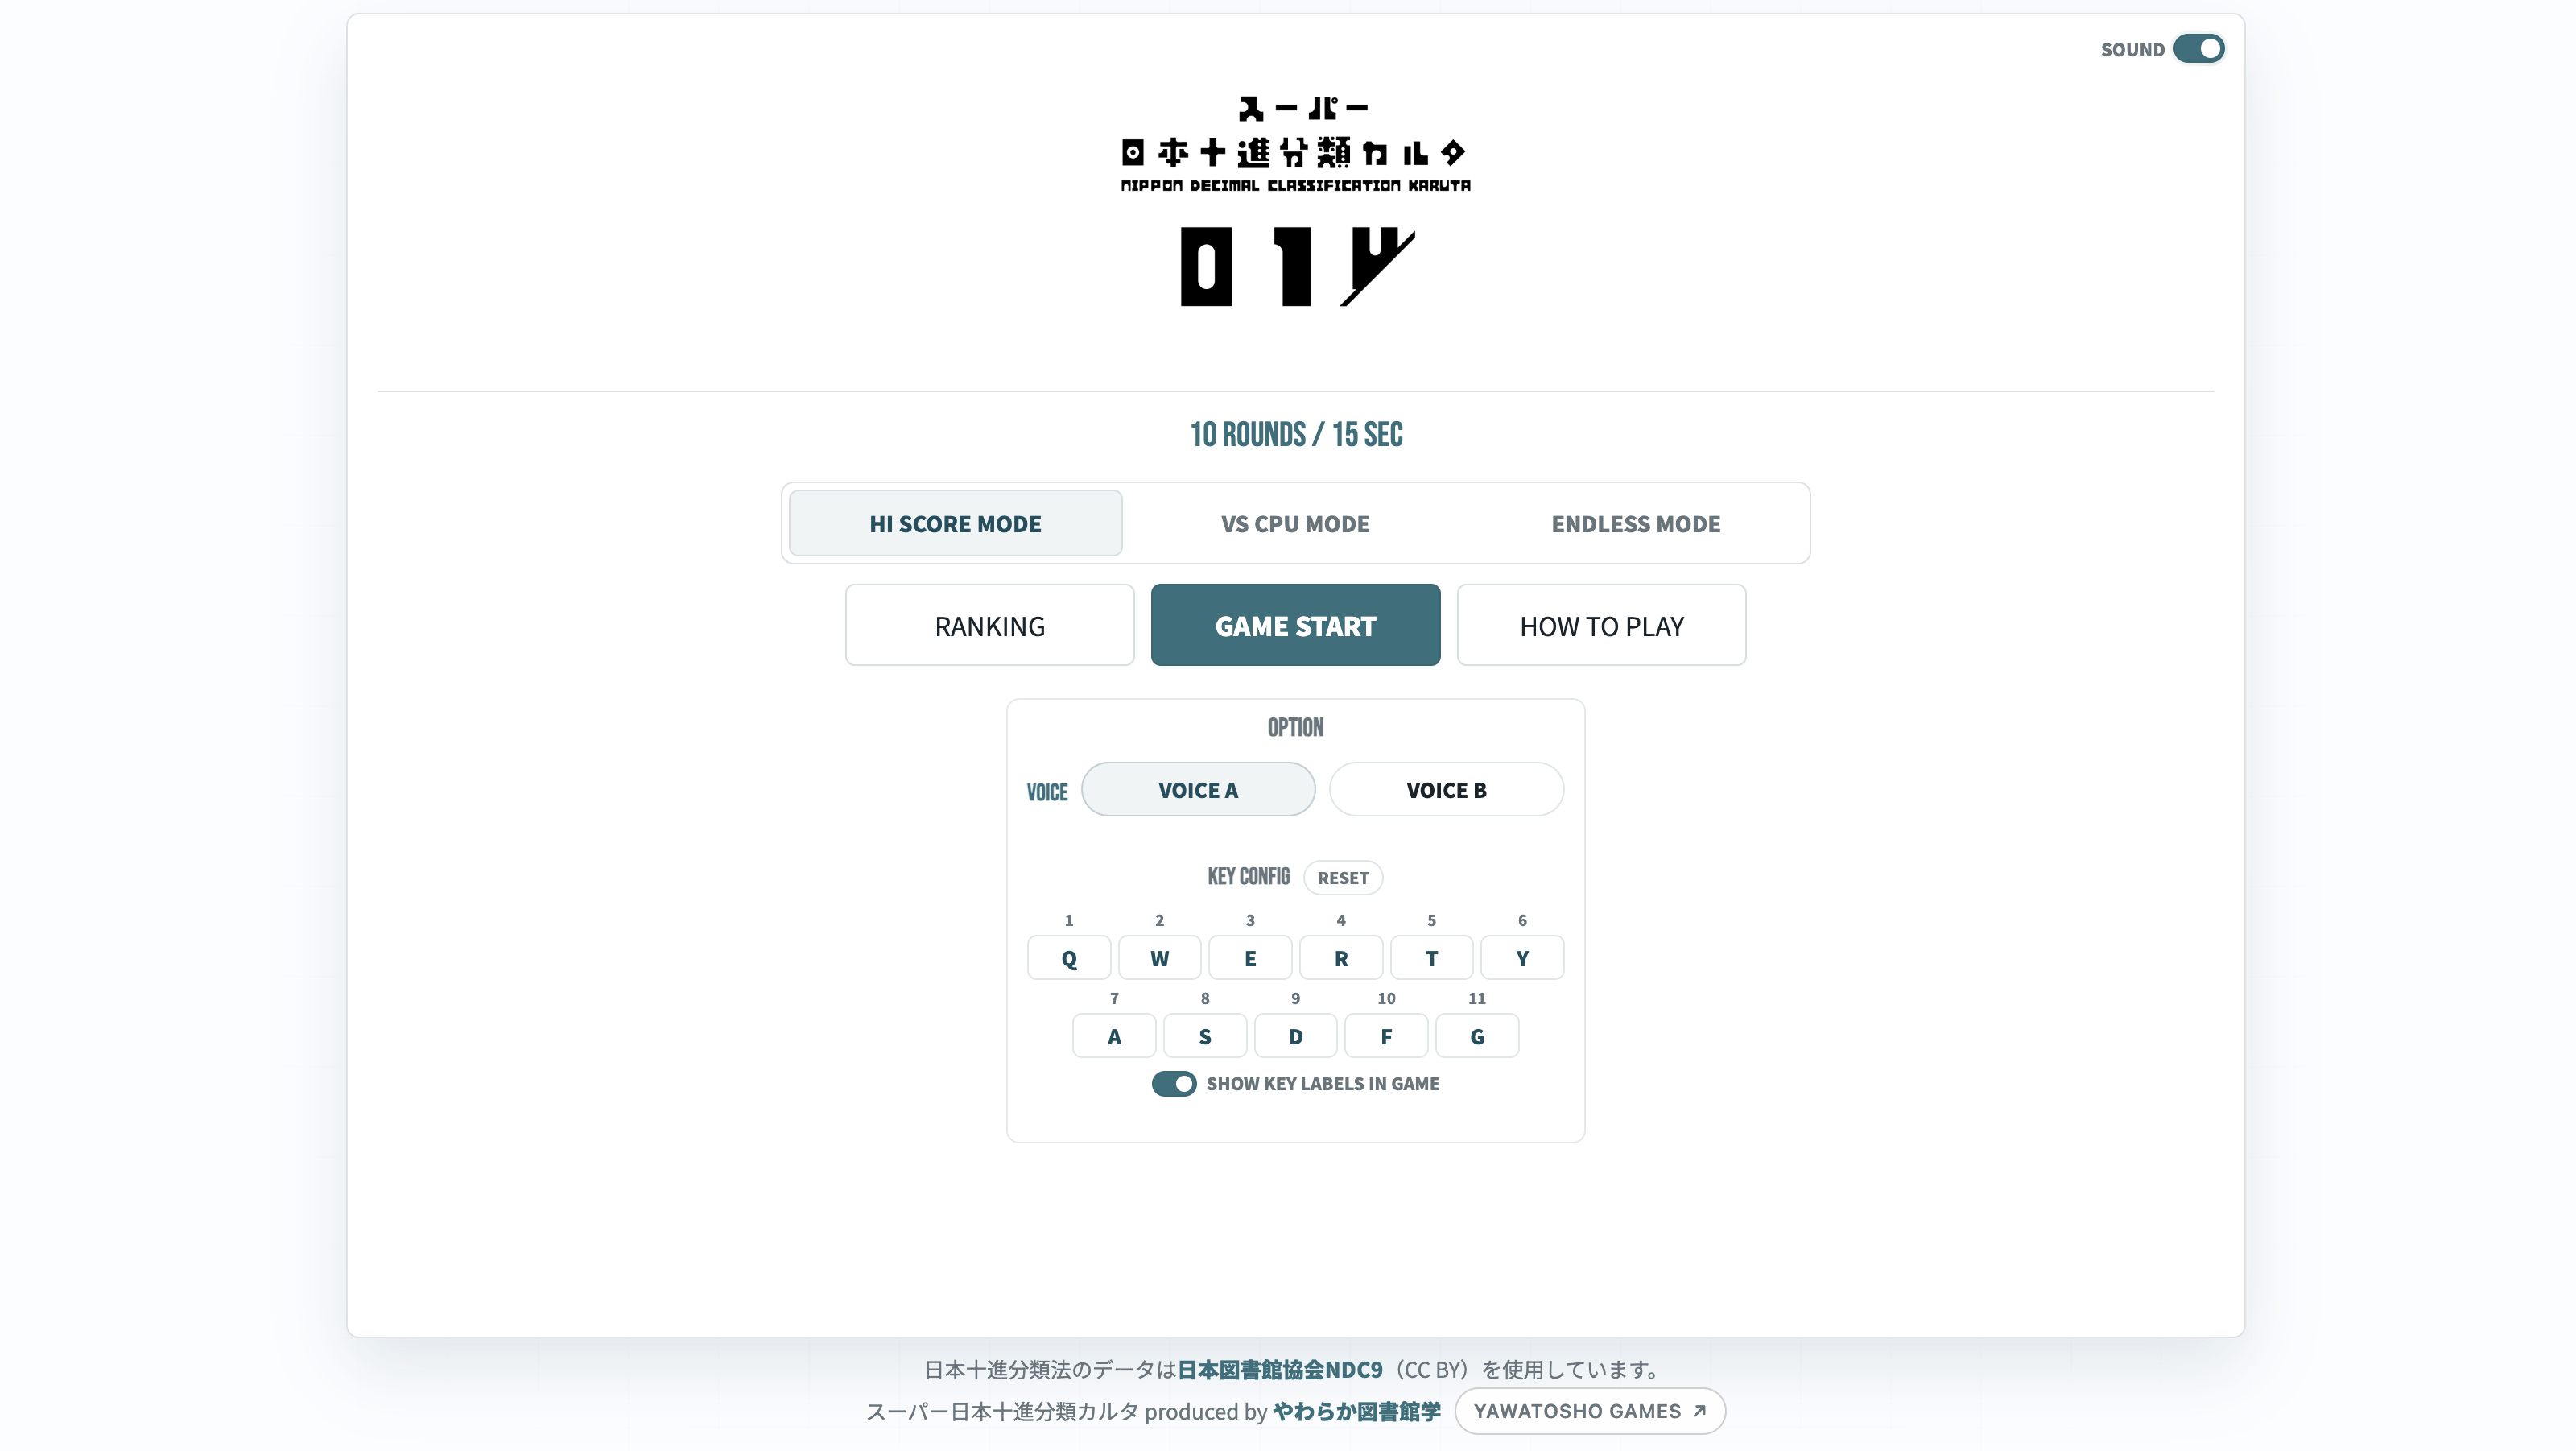 SOUND
スーパー
日本十進分類カルタ
NIPPON DECIMAL CLASSIFICATION KARUTA
01
10 ROUNDS / 15 SEC
HI SCORE MODE VS CPU MODE ENDLESS MODE
RANKING GAME START HOW TO PLAY
OPTION
VOICE VOICE A VOICE B
KEY CONFIG RESET
1 2 3 4 5 6
Q W E R T Y
7 8 9 10 11
A S D F G
SHOW KEY LABELS IN GAME
日本十進分類法のデータは日本図書館協会NDC9（CC BY）を使用しています。
スーパー日本十進分類カルタ produced by やわらか図書館学 YAWATOSHO GAMES ↗